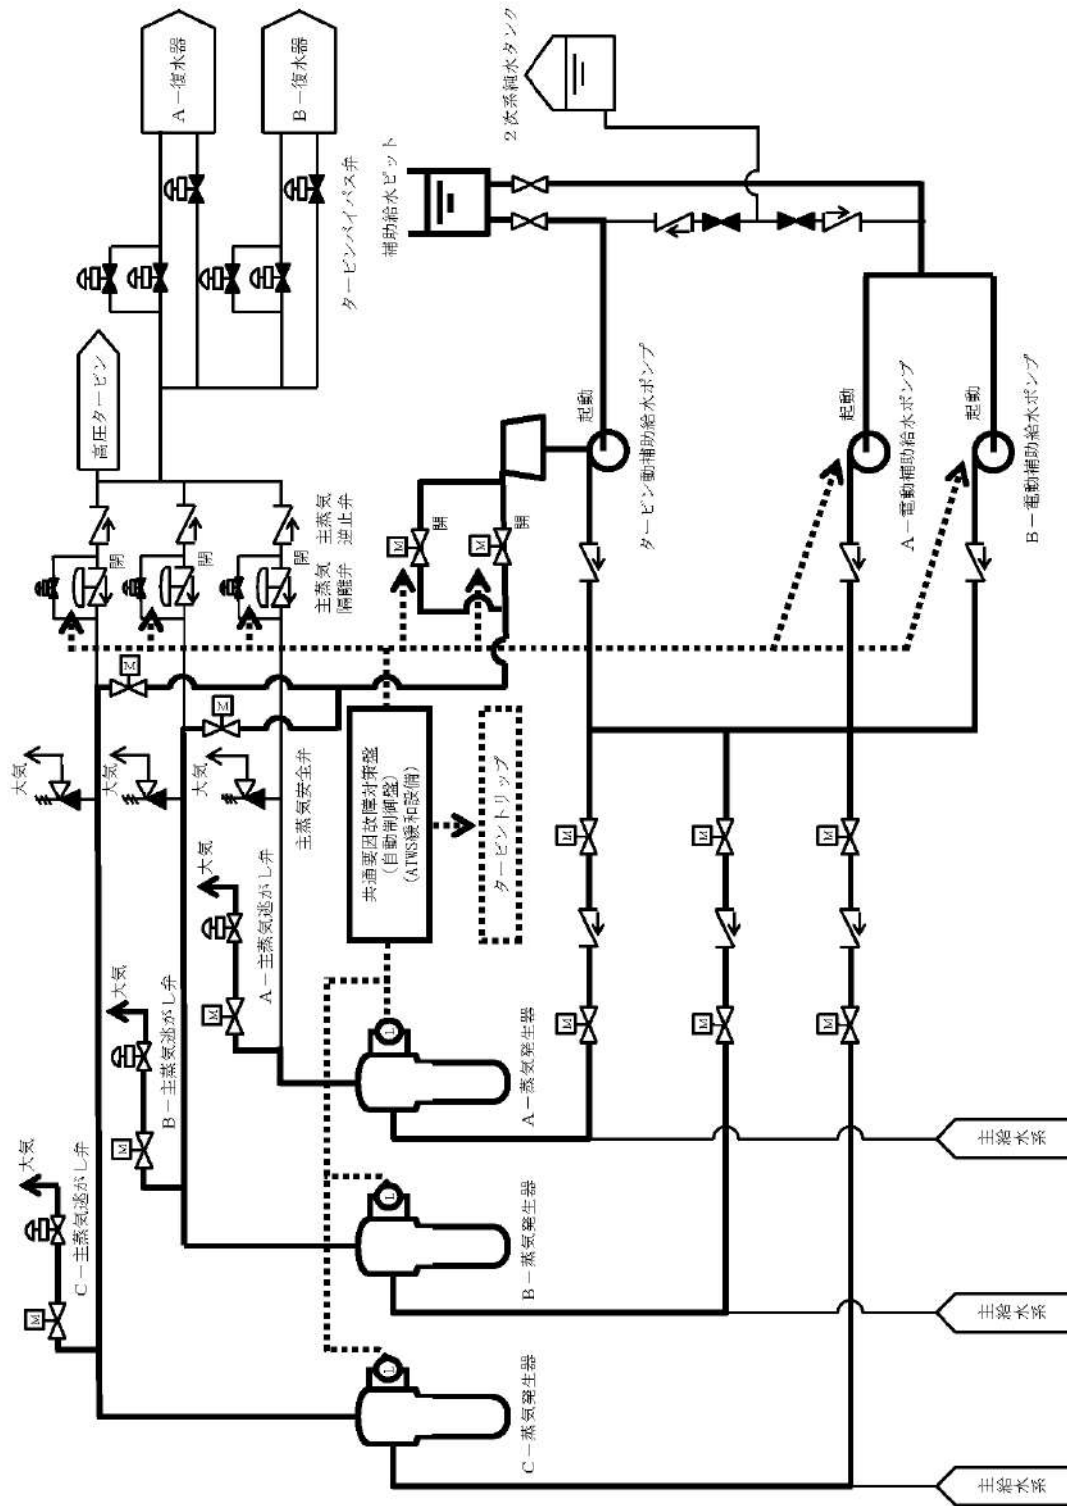 A－復水器
B－復水器
タービンバイパス弁
補助給水ピット
2次系純水タンク
高圧タービン
主蒸気
逆止弁
主蒸気
隔離弁
閉
閉
閉
M
開
M
開
起動
タービン動補助給水ポンプ
起動
A－電動補助給水ポンプ
起動
B－電動補助給水ポンプ
M
M
大気
大気
大気
主蒸気安全弁
共通要因故障対策盤
(自動制御盤)
(ATWS緩和設備)
タービントリップ
大気
M
A－主蒸気逃がし弁
大気
M
B－主蒸気逃がし弁
大気
M
C－主蒸気逃がし弁
L
A－蒸気発生器
L
B－蒸気発生器
L
C－蒸気発生器
M
M
M
M
M
M
主給水系
主給水系
主給水系